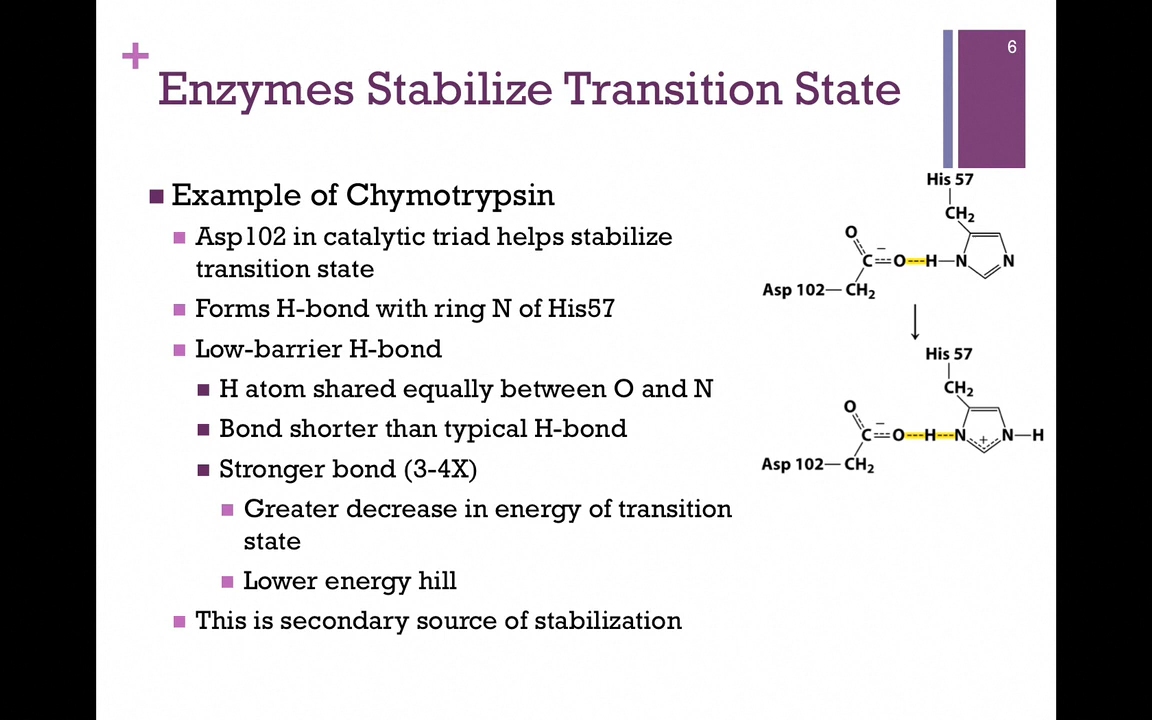 6
Enzymes Stabilize Transition State
Example of Chymotrypsin
Asp102 in catalytic triad helps stabilize
transition state
Forms H-bond with ring N of His57
Low-barrier H-bond
H atom shared equally between O and N
Bond shorter than typical H-bond
Stronger bond (3-4X)
Greater decrease in energy of transition
state
Lower energy hill
This is secondary source of stabilization
His 57
CH₂
O
C O H N N
−
Asp 102 CH₂
His 57
CH₂
O
C O H N + N H
−
Asp 102 CH₂